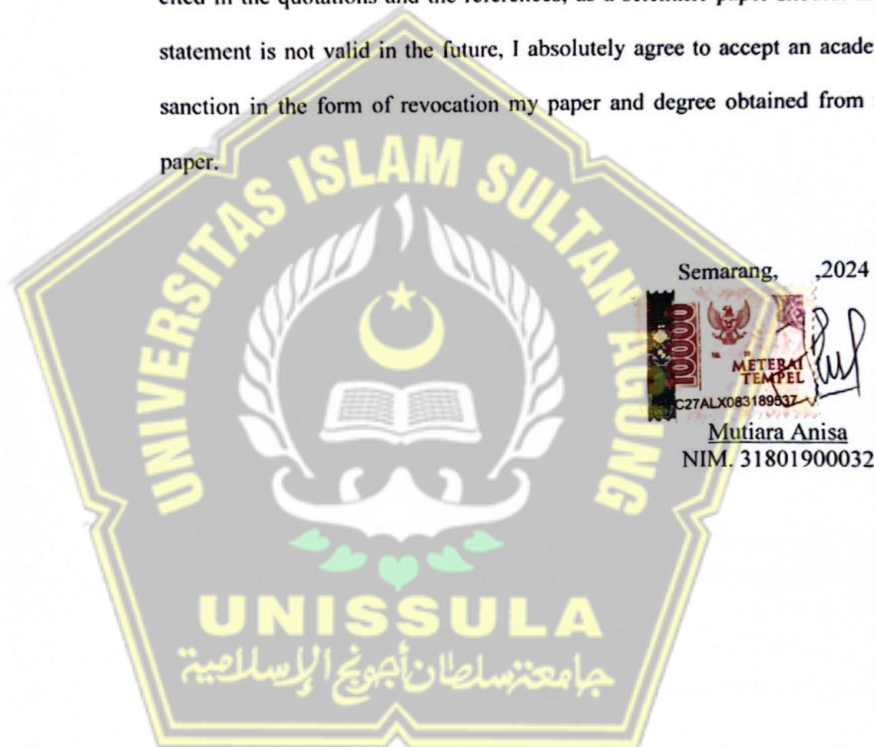 statement is not valid in the future, I absolutely agree to accept an acade
sanction in the form of revocation my paper and degree obtained from
paper.
UNIVERSITAS ISLAM SULTAN AGUNG
Semarang, ,2024
10000
METERAI
TEMPEL
C27ALX083189537
Mutiara Anisa
NIM. 31801900032
UNISSULA
جامعة سلطان أجونج الإسلامية